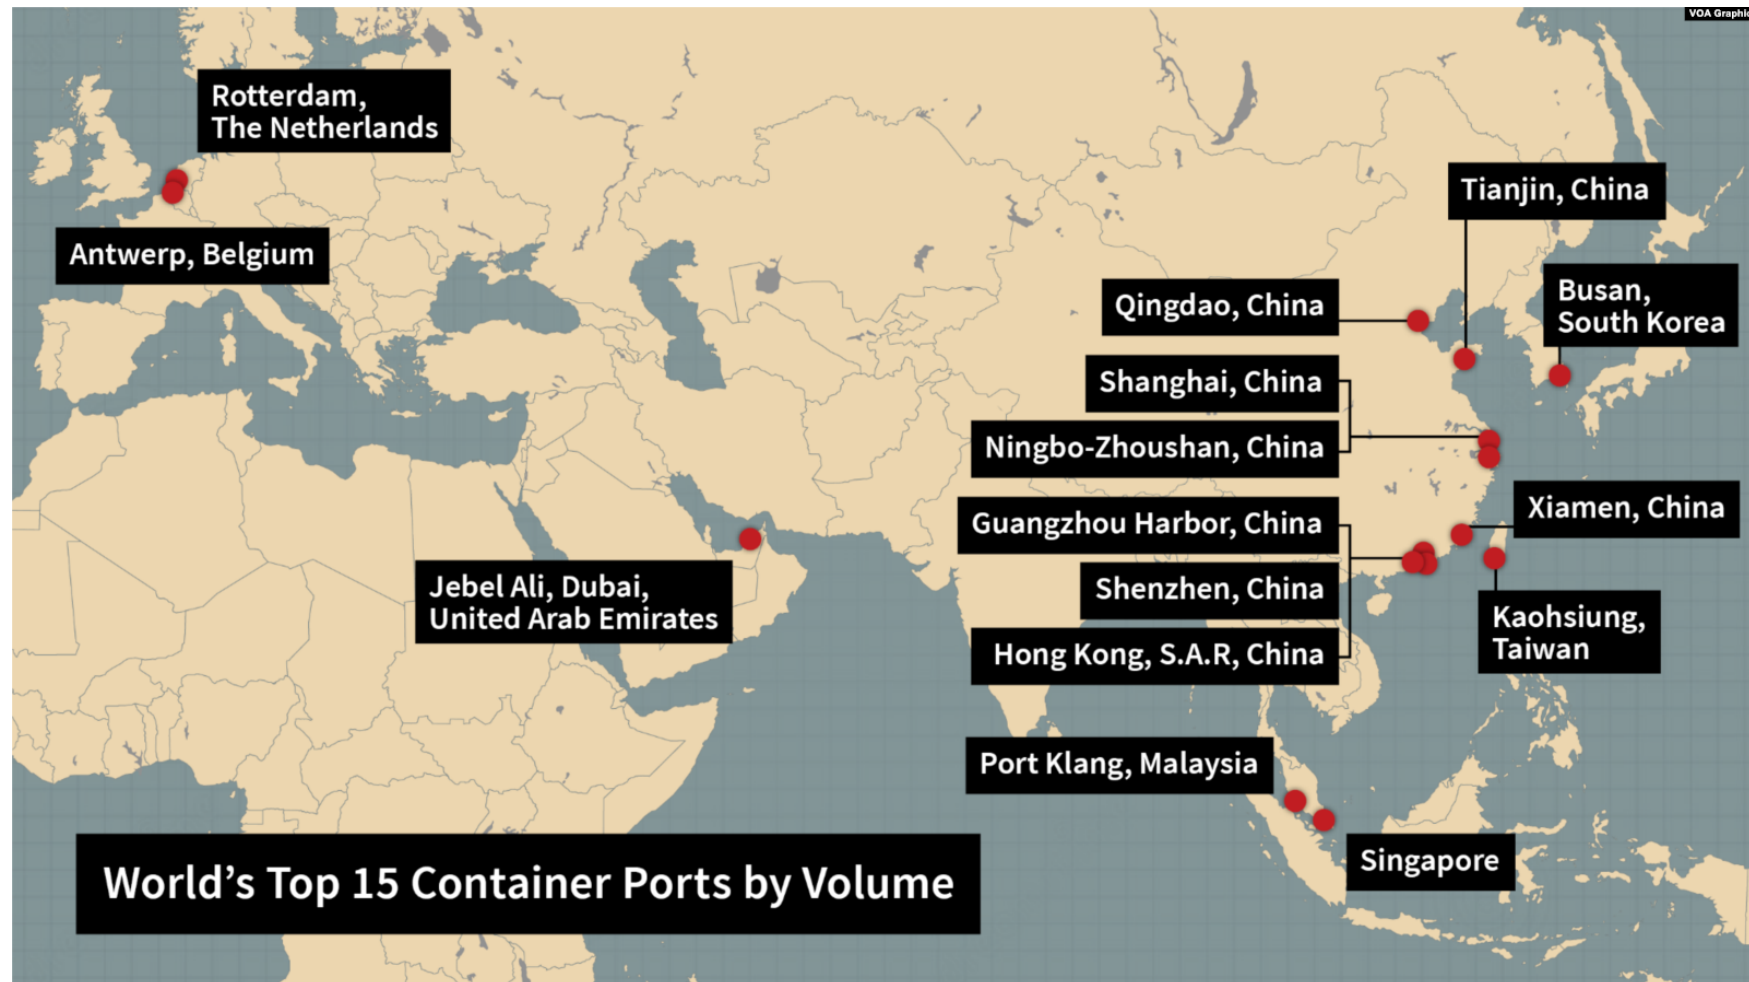 VOA Graphic
Rotterdam,
The Netherlands
Antwerp, Belgium
Tianjin, China
Busan,
South Korea
Qingdao, China
Shanghai, China
Ningbo-Zhoushan, China
Xiamen, China
Guangzhou Harbor, China
Shenzhen, China
Hong Kong, S.A.R, China
Kaohsiung,
Taiwan
Jebel Ali, Dubai,
United Arab Emirates
Port Klang, Malaysia
Singapore
World’s Top 15 Container Ports by Volume